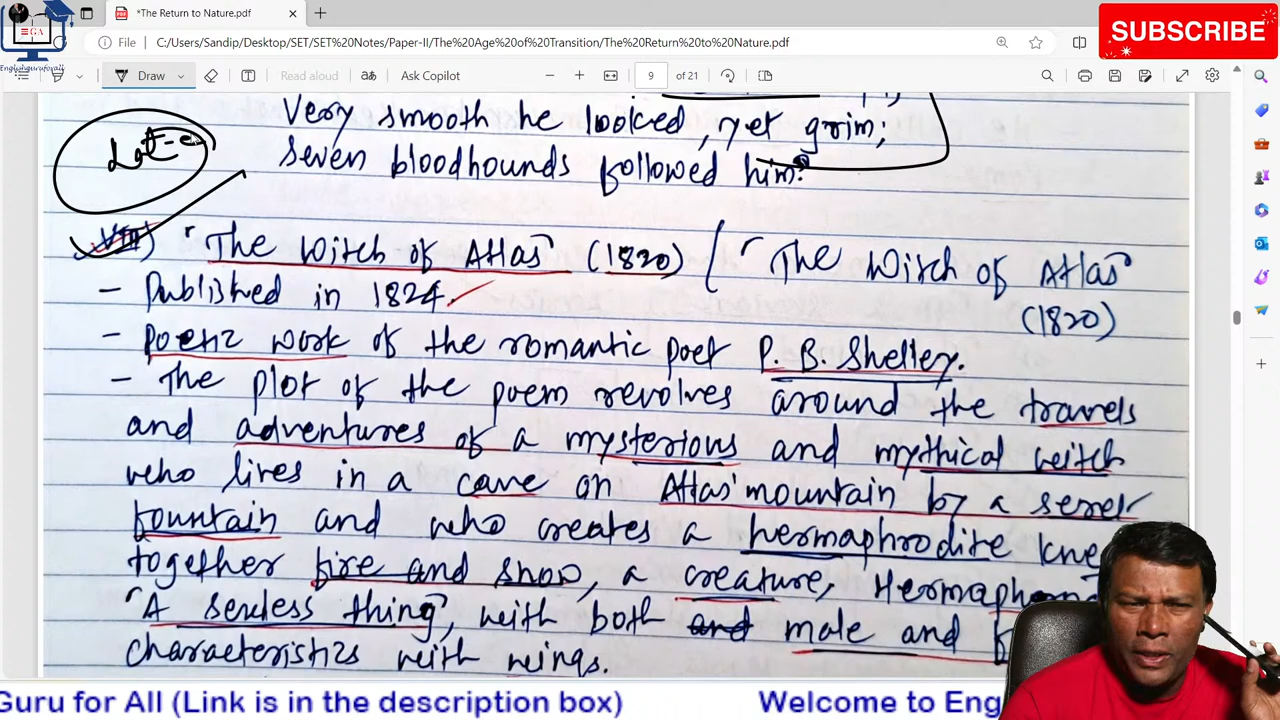 *The Return to Nature.pdf
File C:/Users/Sandip/Desktop/SET/SET%20Notes/Paper-II/The%20Age%20of%20Transition/The%20Return%20to%20Nature.pdf
SUBSCRIBE
EGA
Englishguruforall
Draw Read aloud Ask Copilot 9 of 21
Very smooth he looked, yet grim;
Seven bloodhounds followed him:
VIII) "The Witch of Atlas" (1820) ( "The Witch of Atlas"
(1820)
- Published in 1824.
- Poetic work of the romantic poet P. B. Shelley.
- The plot of the poem revolves around the travels
and adventures of a mysterious and mythical witch
who lives in a cave on Atlas' mountain by a secret
fountain and who creates a hermaphrodite
together fire and snow, a creature,
"A sexless thing", with both and male and
characteristics with wings.
Guru for All (Link is in the description box) Welcome to Eng